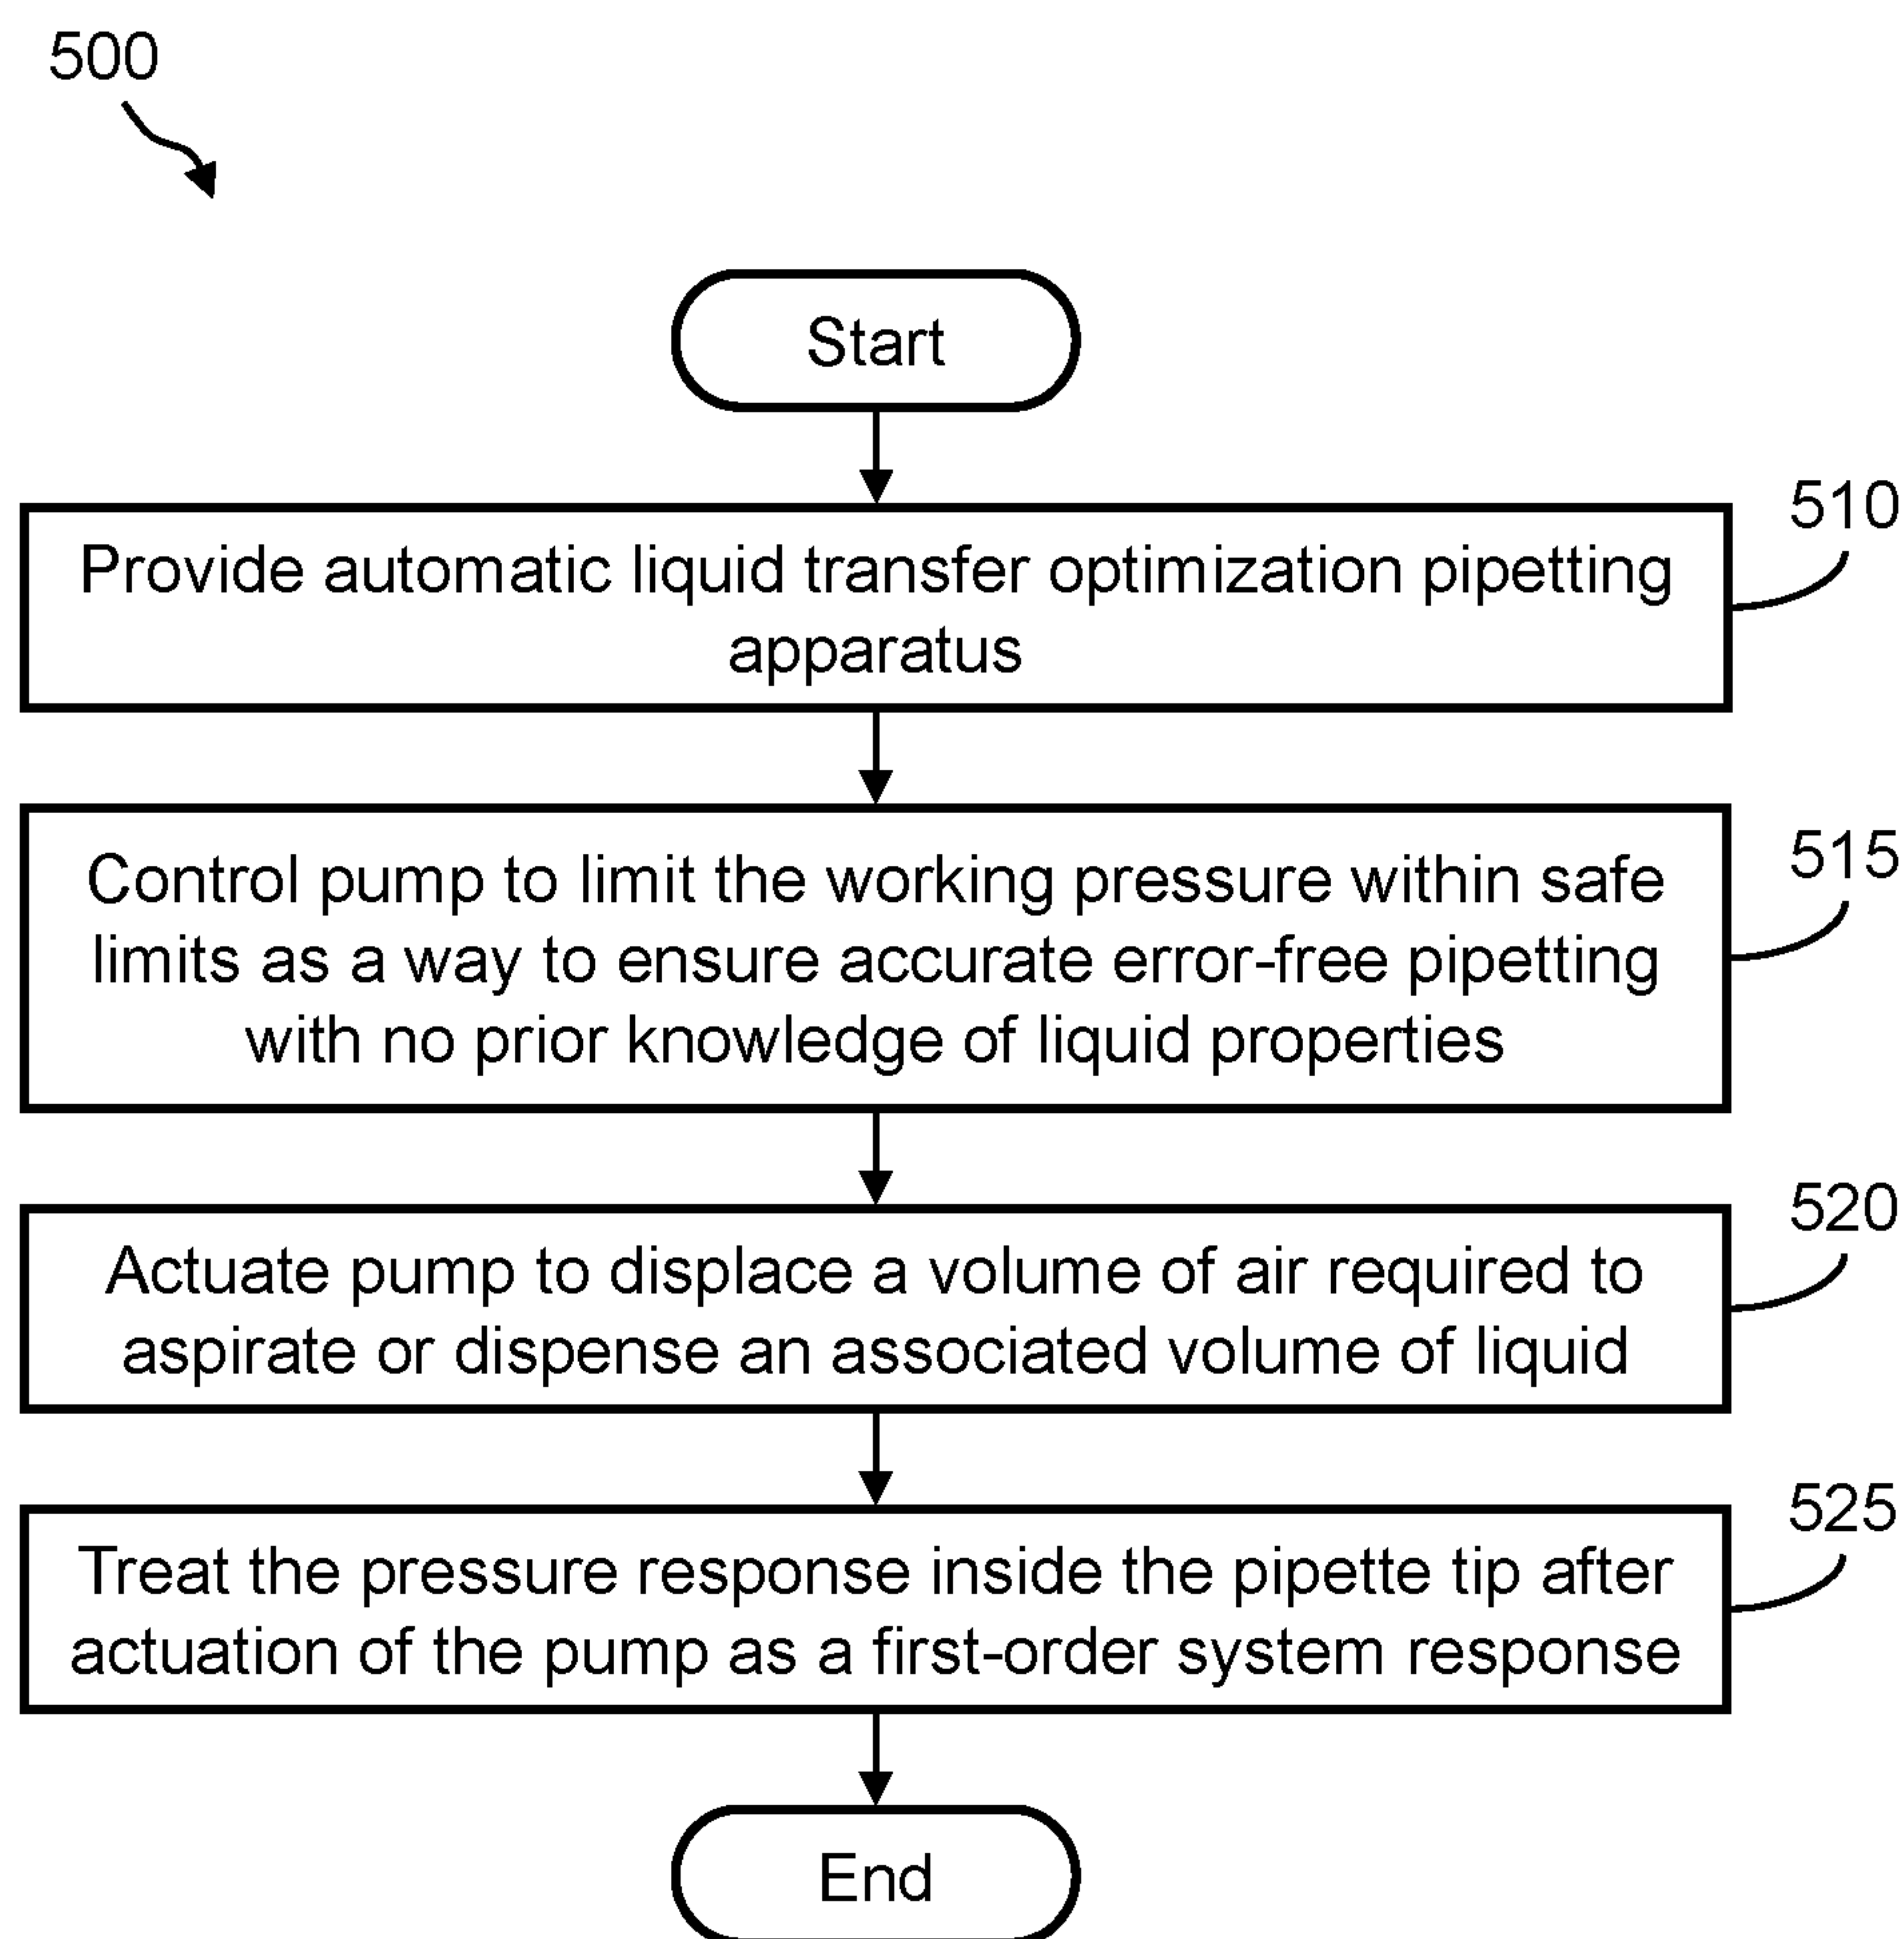 500
Start
510
Provide automatic liquid transfer optimization pipetting
apparatus
515
Control pump to limit the working pressure within safe
limits as a way to ensure accurate error-free pipetting
with no prior knowledge of liquid properties
520
Actuate pump to displace a volume of air required to
aspirate or dispense an associated volume of liquid
525
Treat the pressure response inside the pipette tip after
actuation of the pump as a first-order system response
End